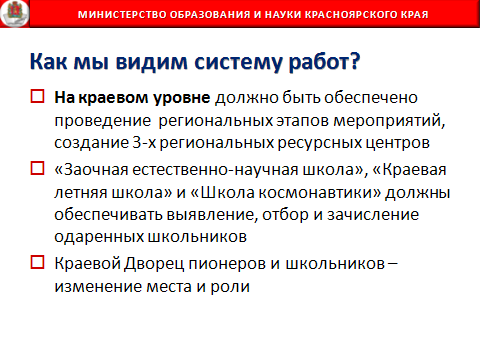 МИНИСТЕРСТВО ОБРАЗОВАНИЯ И НАУКИ КРАСНОЯРСКОГО КРАЯ
Как мы видим систему работ?
На краевом уровне должно быть обеспечено
проведение региональных этапов мероприятий,
создание 3-х региональных ресурсных центров
«Заочная естественно-научная школа», «Краевая
летняя школа» и «Школа космонавтики» должны
обеспечивать выявление, отбор и зачисление
одаренных школьников
Краевой Дворец пионеров и школьников –
изменение места и роли